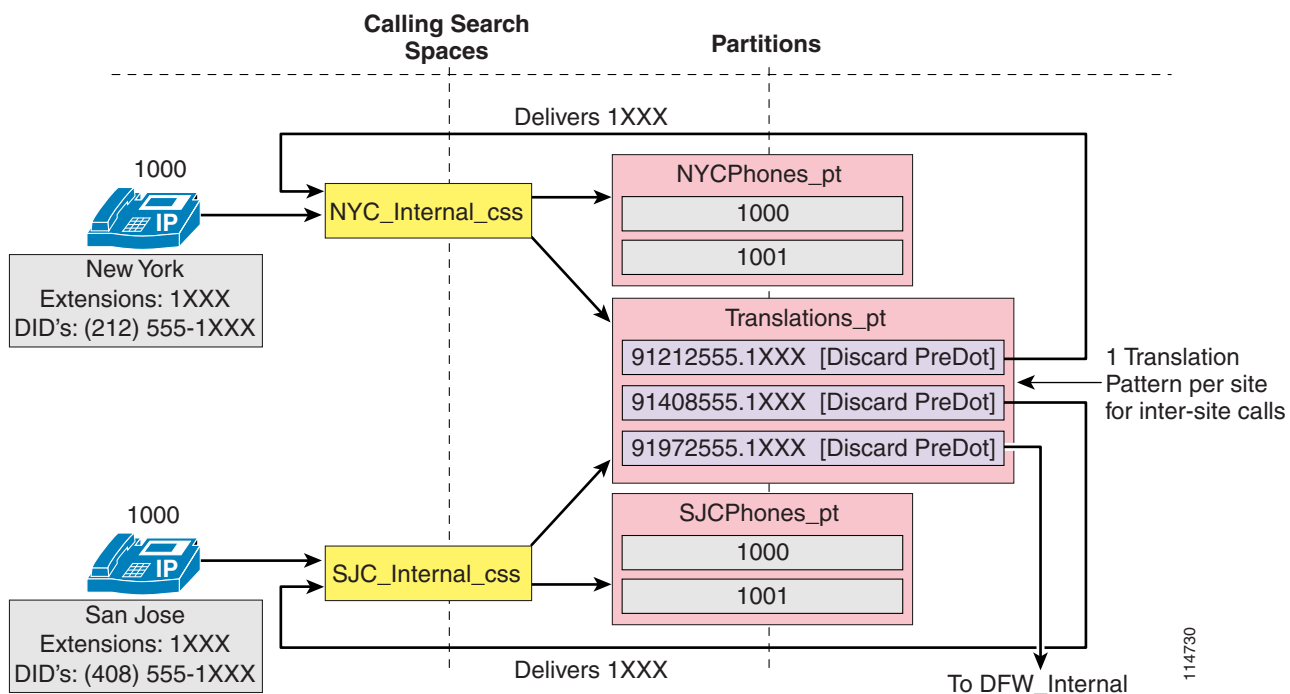 Calling Search
Spaces
Partitions
Delivers 1XXX
1000
IP
New York
Extensions: 1XXX
DID's: (212) 555-1XXX
NYC_Internal_css
NYCPhones_pt
1000
1001
Translations_pt
91212555.1XXX [Discard PreDot]
91408555.1XXX [Discard PreDot]
91972555.1XXX [Discard PreDot]
1 Translation
Pattern per site
for inter-site calls
1000
IP
San Jose
Extensions: 1XXX
DID's: (408) 555-1XXX
SJC_Internal_css
SJCPhones_pt
1000
1001
Delivers 1XXX
To DFW_Internal
114730